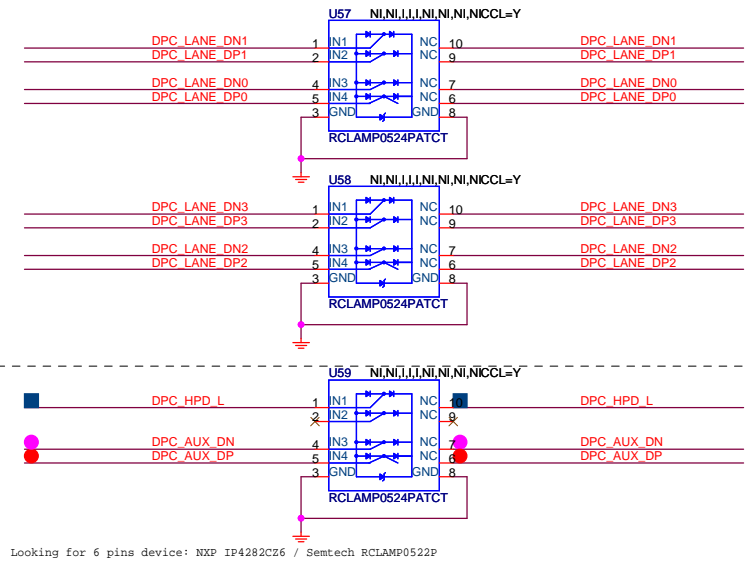 U57 NI,NI,I,I,I,NI,NI,NI,NICCL=Y
DPC_LANE_DN1 1 IN1 NC 10 DPC_LANE_DN1
DPC_LANE_DP1 2 IN2 NC 9 DPC_LANE_DP1
DPC_LANE_DN0 4 IN3 NC 7 DPC_LANE_DN0
DPC_LANE_DP0 5 IN4 NC 6 DPC_LANE_DP0
3 GND GND 8
RCLAMP0524PATCT
U58 NI,NI,I,I,I,NI,NI,NI,NICCL=Y
DPC_LANE_DN3 1 IN1 NC 10 DPC_LANE_DN3
DPC_LANE_DP3 2 IN2 NC 9 DPC_LANE_DP3
DPC_LANE_DN2 4 IN3 NC 7 DPC_LANE_DN2
DPC_LANE_DP2 5 IN4 NC 6 DPC_LANE_DP2
3 GND GND 8
RCLAMP0524PATCT
U59 NI,NI,I,I,I,NI,NI,NI,NICCL=Y
DPC_HPD_L 1 IN1 NC 10 DPC_HPD_L
2 IN2 NC 9
DPC_AUX_DN 4 IN3 NC 7 DPC_AUX_DN
DPC_AUX_DP 5 IN4 NC 6 DPC_AUX_DP
3 GND GND 8
RCLAMP0524PATCT
Looking for 6 pins device: NXP IP4282CZ6 / Semtech RCLAMP0522P